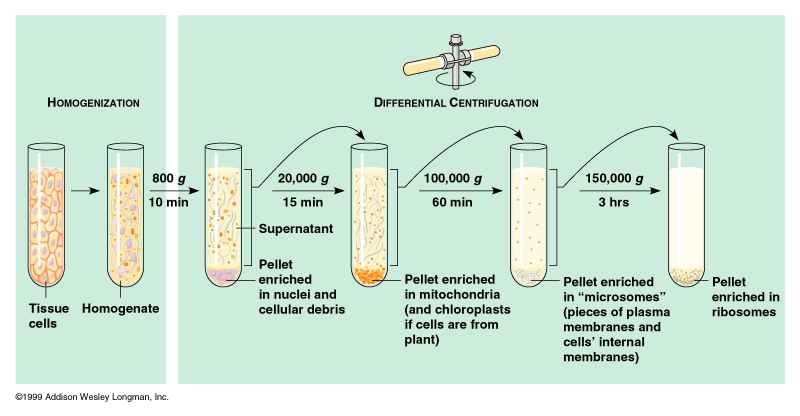 HOMOGENIZATION
DIFFERENTIAL CENTRIFUGATION
800 g
10 min
20,000 g
15 min
100,000 g
60 min
150,000 g
3 hrs
Supernatant
Tissue
cells
Homogenate
Pellet
enriched
in nuclei and
cellular debris
Pellet enriched
in mitochondria
(and chloroplasts
if cells are from
plant)
Pellet enriched
in “microsomes”
(pieces of plasma
membranes and
cells’ internal
membranes)
Pellet
enriched in
ribosomes
©1999 Addison Wesley Longman, Inc.